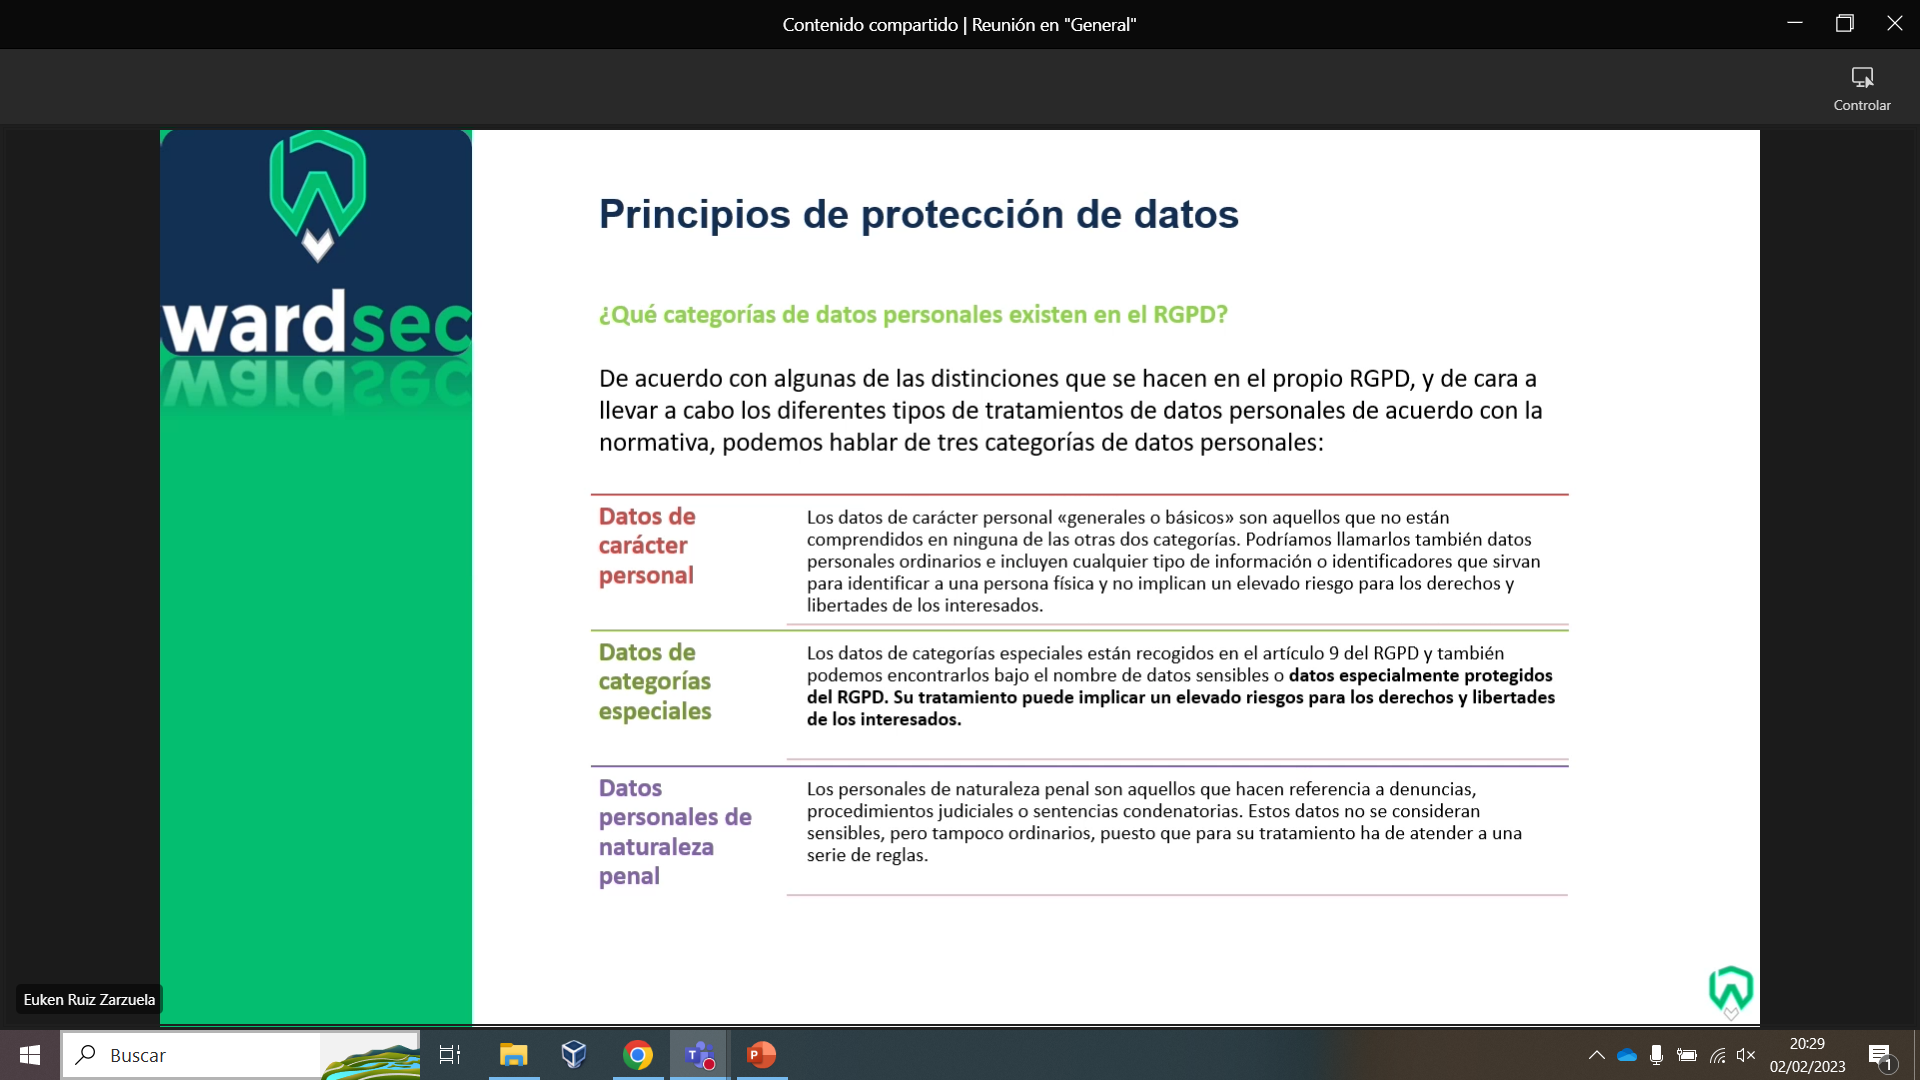 Contenido compartido | Reunión en "General"
Controlar
wardsec
Principios de protección de datos
¿Qué categorías de datos personales existen en el RGPD?
De acuerdo con algunas de las distinciones que se hacen en el propio RGPD, y de cara a
llevar a cabo los diferentes tipos de tratamientos de datos personales de acuerdo con la
normativa, podemos hablar de tres categorías de datos personales:
Datos de
carácter
personal
Los datos de carácter personal «generales o básicos» son aquellos que no están
comprendidos en ninguna de las otras dos categorías. Podríamos llamarlos también datos
personales ordinarios e incluyen cualquier tipo de información o identificadores que sirvan
para identificar a una persona física y no implican un elevado riesgo para los derechos y
libertades de los interesados.
Datos de
categorías
especiales
Los datos de categorías especiales están recogidos en el artículo 9 del RGPD y también
podemos encontrarlos bajo el nombre de datos sensibles o datos especialmente protegidos
del RGPD. Su tratamiento puede implicar un elevado riesgos para los derechos y libertades
de los interesados.
Datos
personales de
naturaleza
penal
Los personales de naturaleza penal son aquellos que hacen referencia a denuncias,
procedimientos judiciales o sentencias condenatorias. Estos datos no se consideran
sensibles, pero tampoco ordinarios, puesto que para su tratamiento ha de atender a una
serie de reglas.
Euken Ruiz Zarzuela
Buscar
20:29
02/02/2023
1